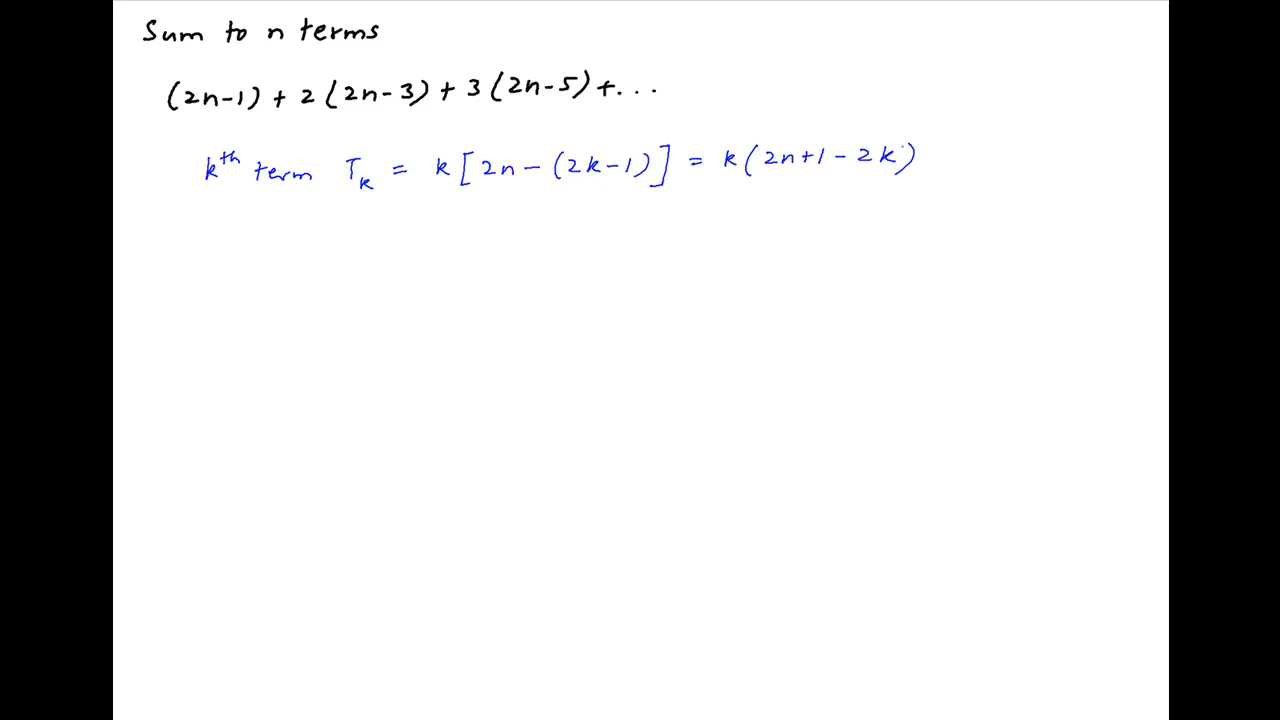 Sum to n terms
(2n-1) + 2(2n-3) + 3(2n-5) + ...
kᵗʰ term Tₖ = k[2n-(2k-1)] = k(2n+1-2k)